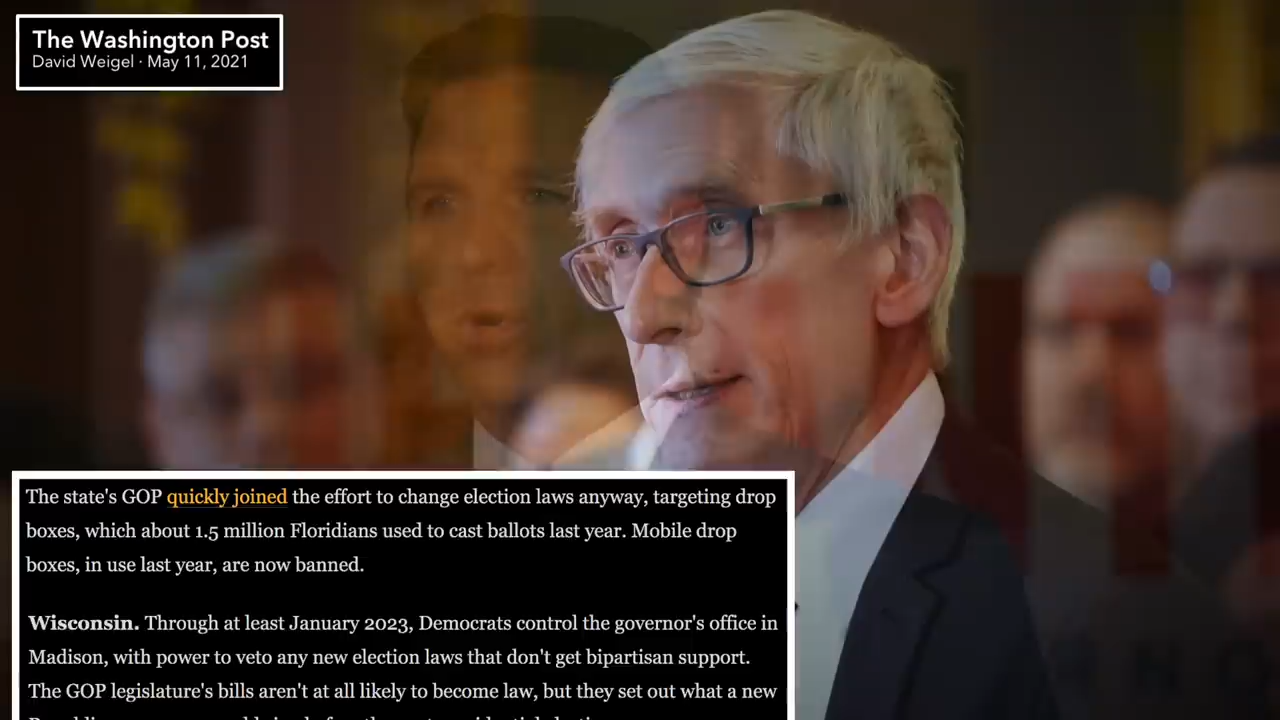 The Washington Post
David Weigel · May 11, 2021
The state's GOP quickly joined the effort to change election laws anyway, targeting drop
boxes, which about 1.5 million Floridians used to cast ballots last year. Mobile drop
boxes, in use last year, are now banned.
Wisconsin. Through at least January 2023, Democrats control the governor's office in
Madison, with power to veto any new election laws that don't get bipartisan support.
The GOP legislature's bills aren't at all likely to become law, but they set out what a new